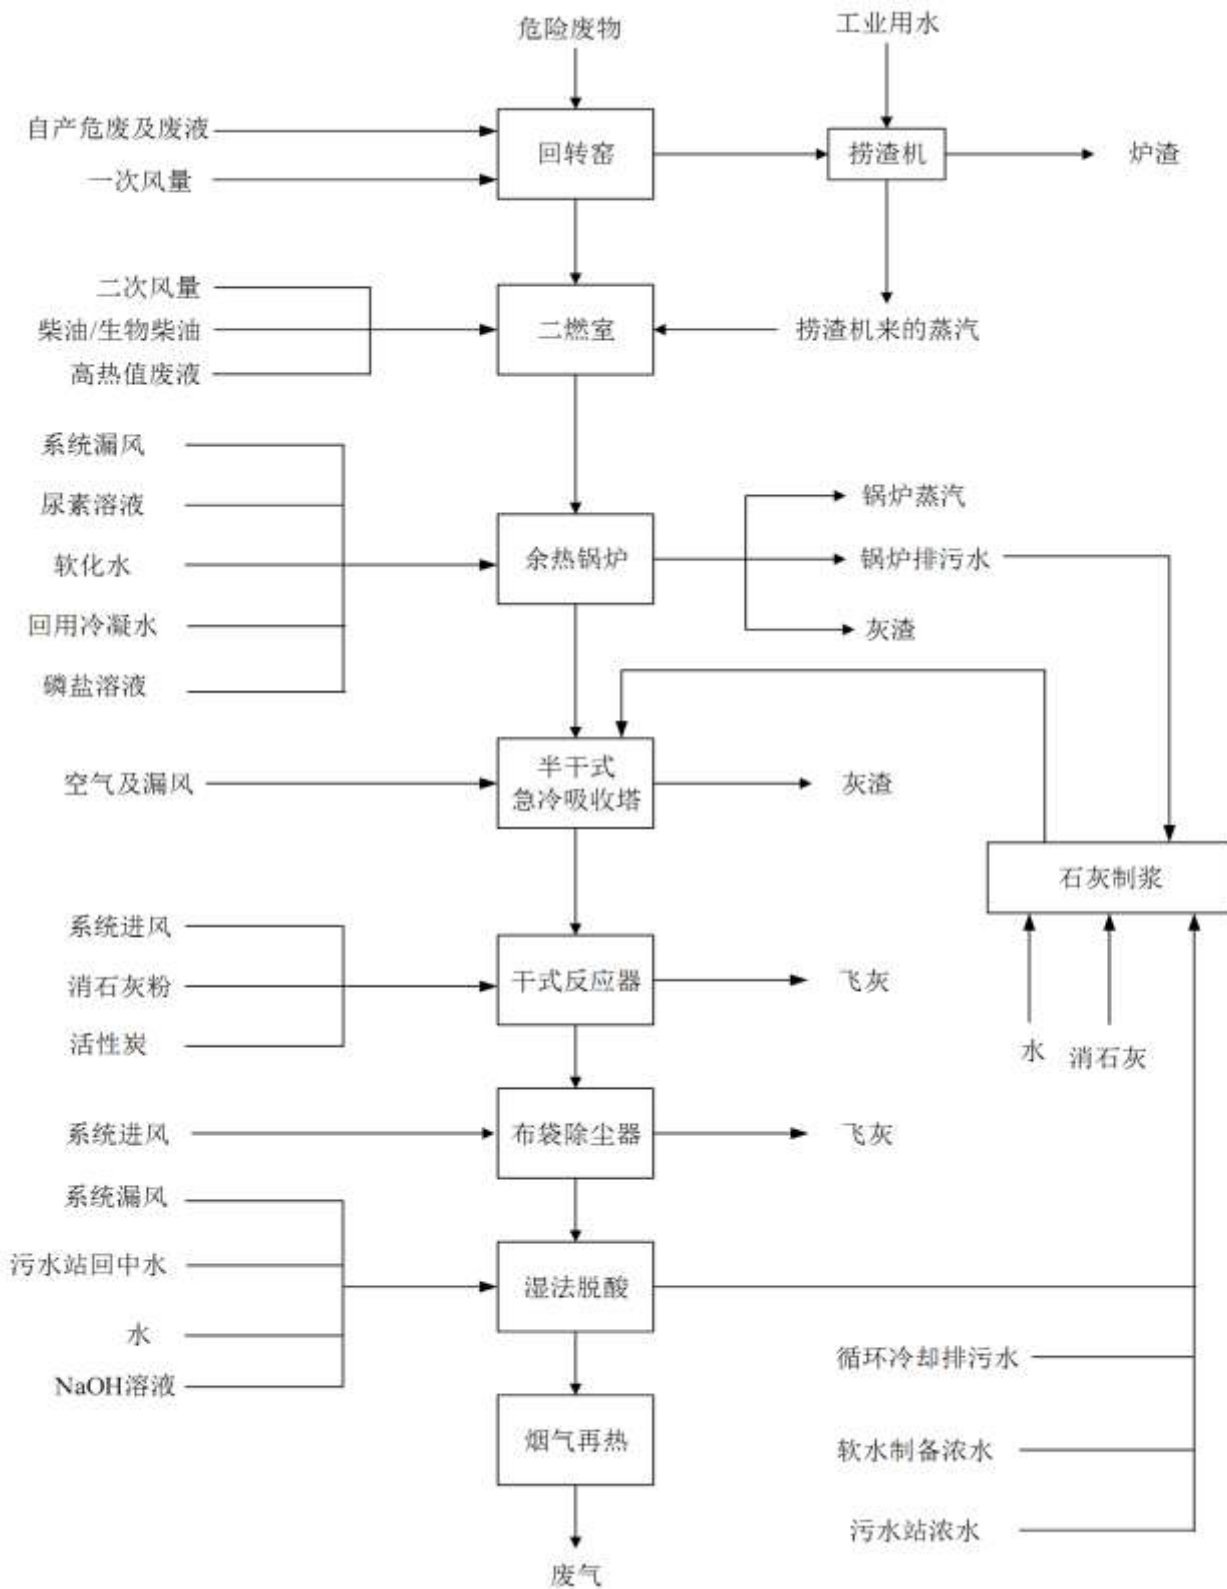 危险废物
工业用水
自产危废及废液
回转窑
捞渣机
炉渣
一次风量
二次风量
柴油/生物柴油
二燃室
捞渣机来的蒸汽
高热值废液
系统漏风
尿素溶液
锅炉蒸汽
软化水
余热锅炉
锅炉排污水
回用冷凝水
灰渣
磷盐溶液
空气及漏风
半干式
急冷吸收塔
灰渣
石灰制浆
系统进风
消石灰粉
干式反应器
飞灰
活性炭
水
消石灰
系统进风
布袋除尘器
飞灰
系统漏风
污水站回中水
湿法脱酸
水
循环冷却排污水
NaOH溶液
烟气再热
软水制备浓水
污水站浓水
废气